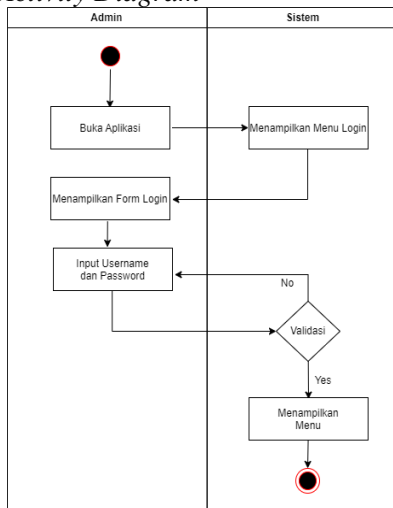 Activity Diagram
Admin
Sistem
Buka Aplikasi
Menampilkan Menu Login
Menampilkan Form Login
Input Username
dan Password
No
Validasi
Yes
Menampilkan
Menu